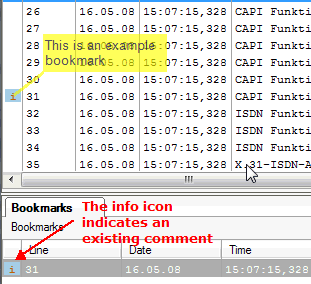 26 16.05.08 15:07:15,328 CAPI Funkti
27 16.05.08 15:07:15,328 CAPI Funkti
28 15:07:15,328 CAPI Funkti
This is an example
bookmark
29 15:07:15,328 CAPI Funkti
30 16.05.08 15:07:15,328 CAPI Funkti
i 31 16.05.08 15:07:15,328 CAPI Funkti
32 16.05.08 15:07:15,328 ISDN Funkti
33 16.05.08 15:07:15,328 ISDN Funkti
34 16.05.08 15:07:15,328 ISDN Funkti
35 16.05.08 15:07:15,328 X.31-ISDN-A
Bookmarks
The info icon
indicates an
existing comment
Bookmarks
Line Date Time
i 31 16.05.08 15:07:15,328